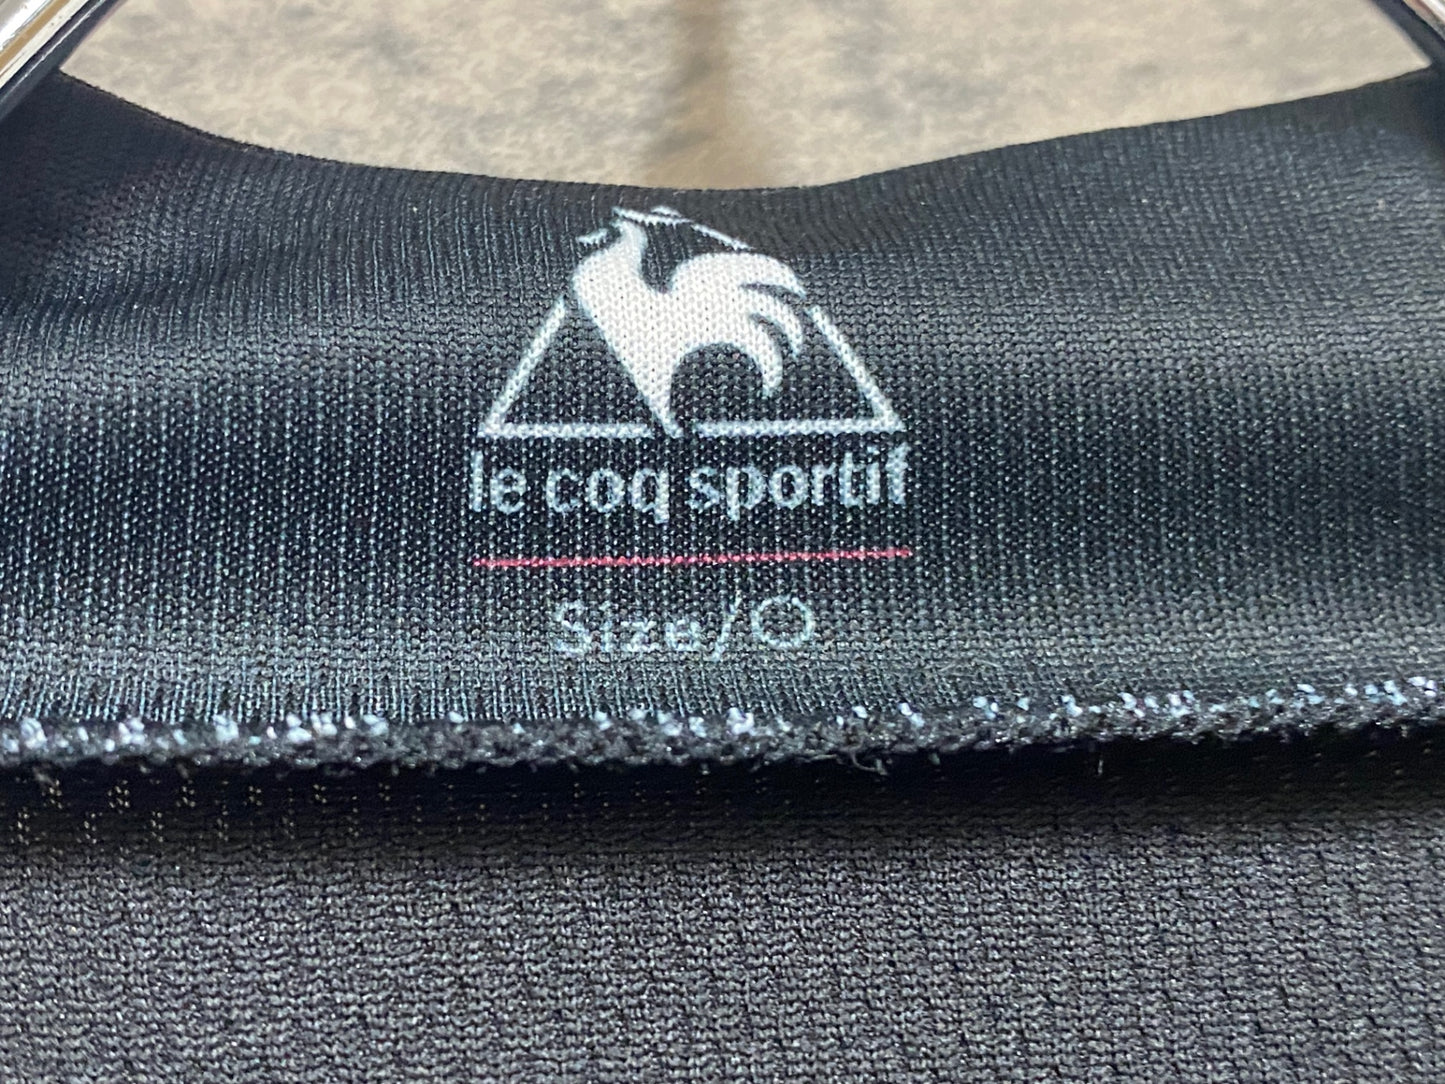 le coq sportif
Size/O